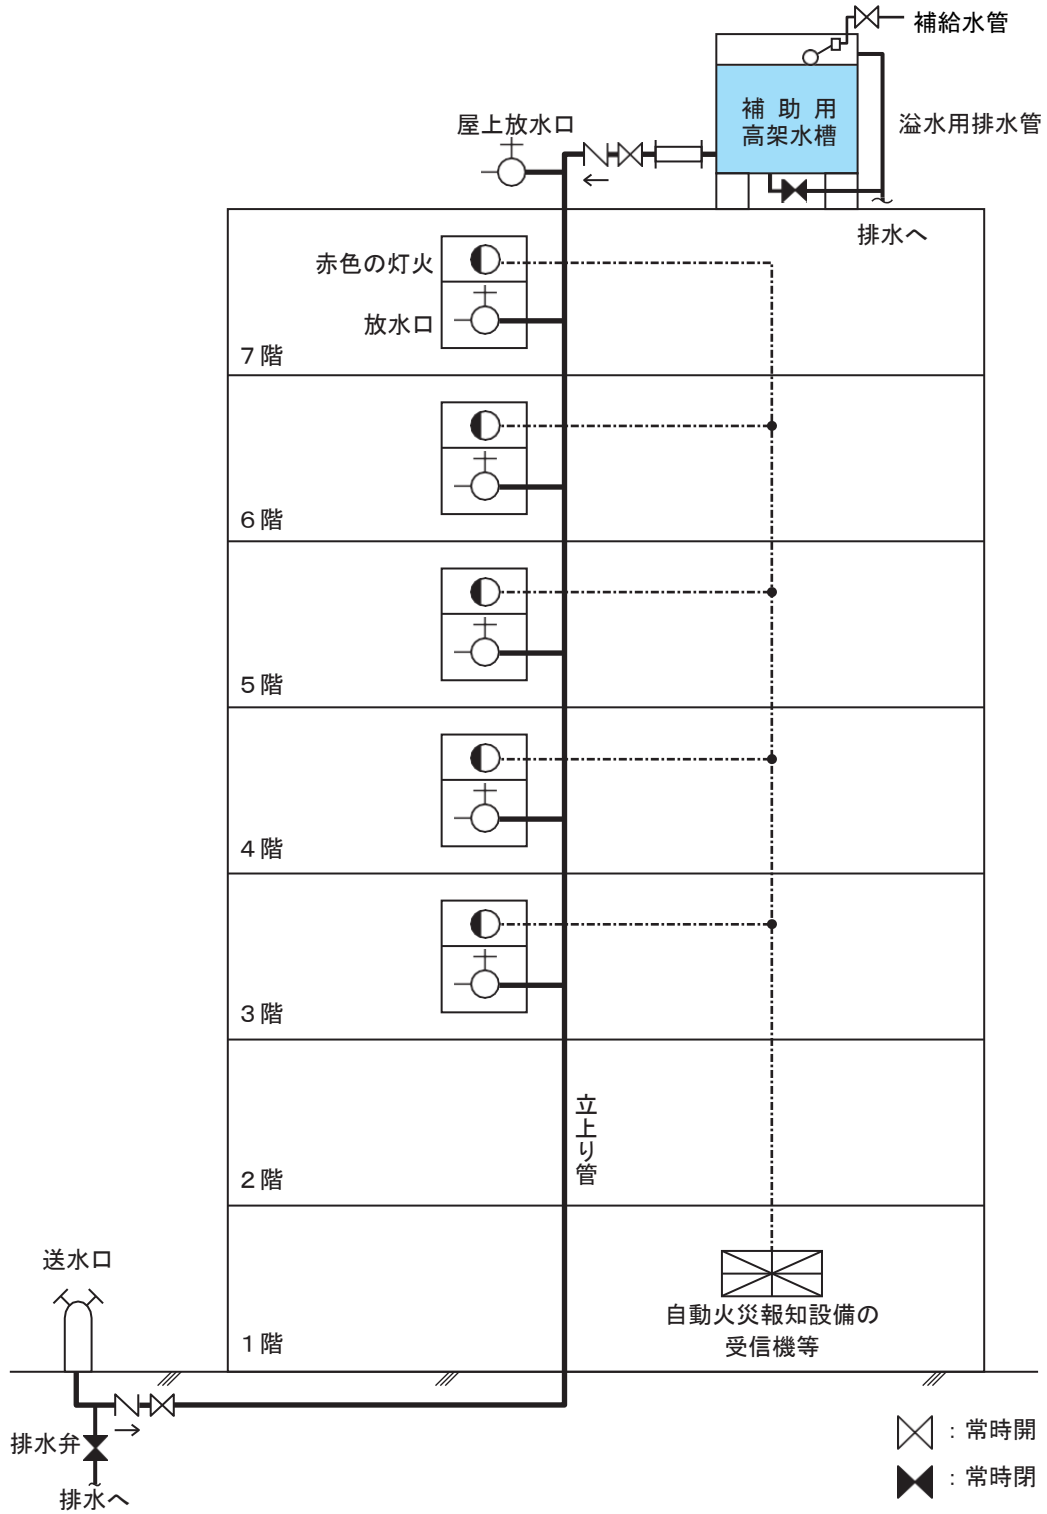 補給水管
補助用
高架水槽
溢水用排水管
屋上放水口
排水へ
赤色の灯火
放水口
7階
6階
5階
4階
3階
立上り管
2階
送水口
自動火災報知設備の
受信機等
1階
排水弁
排水へ
：常時開
：常時閉